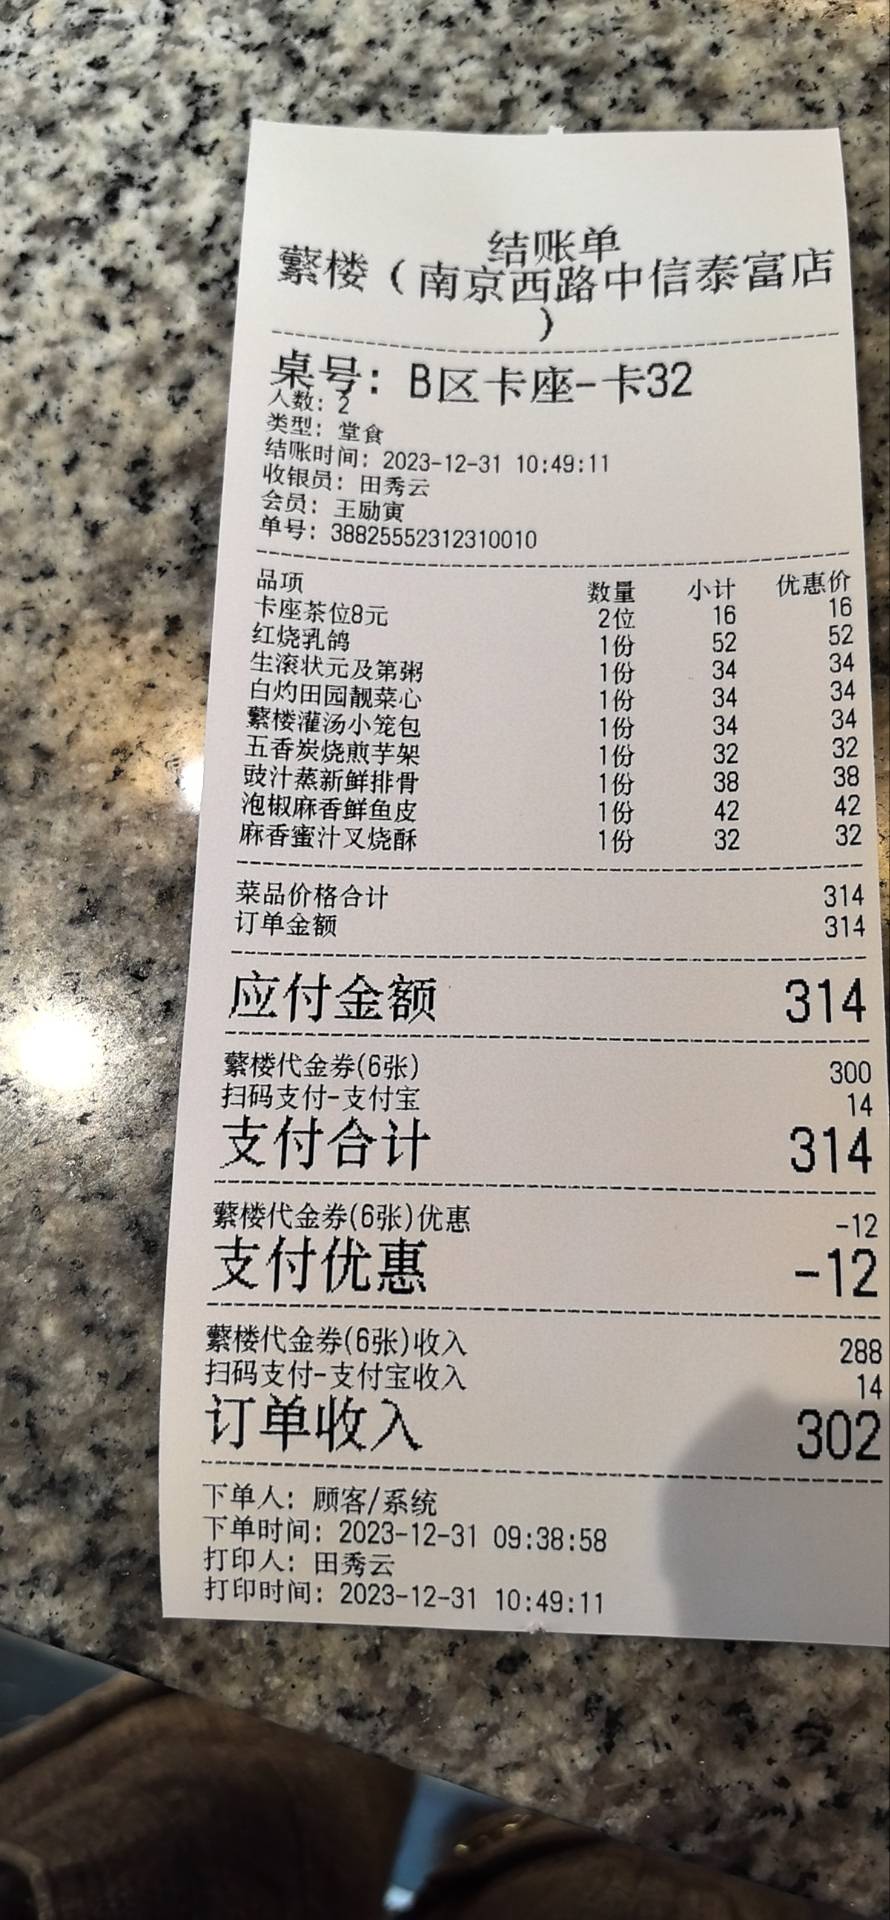 结账单
蘩楼（南京西路中信泰富店
）
桌号: B区卡座-卡32
人数: 2
类型: 堂食
结账时间: 2023-12-31 10:49:11
收银员: 田秀云
会员: 王励寅
单号: 38825552312310010
品项 数量 小计 优惠价
卡座茶位8元 2位 16 16
红烧乳鸽 1份 52 52
生滚状元及第粥 1份 34 34
白灼田园靓菜心 1份 34 34
蘩楼灌汤小笼包 1份 34 34
五香炭烧煎芋架 1份 32 32
豉汁蒸新鲜排骨 1份 38 38
泡椒麻香鲜鱼皮 1份 42 42
麻香蜜汁叉烧酥 1份 32 32
菜品价格合计 314
订单金额 314
应付金额 314
蘩楼代金券(6张) 300
扫码支付-支付宝 14
支付合计 314
蘩楼代金券(6张)优惠 -12
支付优惠 -12
蘩楼代金券(6张)收入 288
扫码支付-支付宝收入 14
订单收入 302
下单人: 顾客/系统
下单时间: 2023-12-31 09:38:58
打印人: 田秀云
打印时间: 2023-12-31 10:49:11